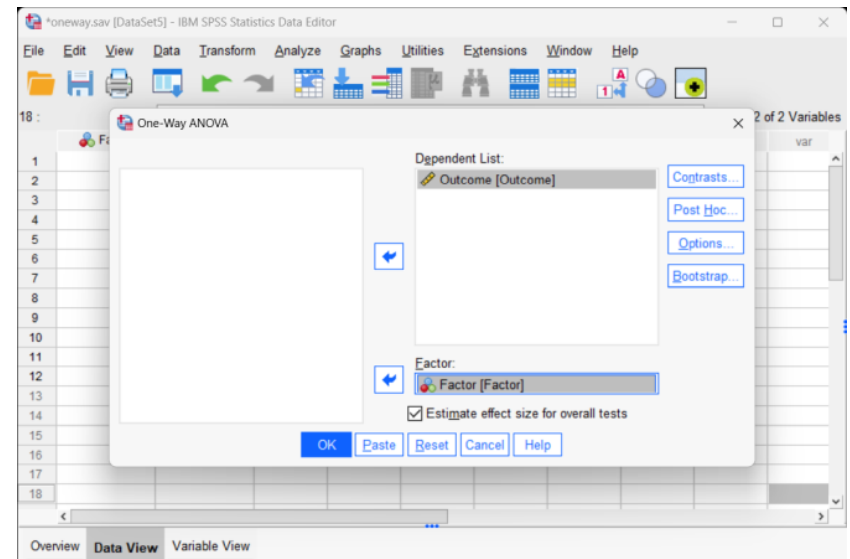 *oneway.sav [DataSet5] - IBM SPSS Statistics Data Editor
File Edit View Data Transform Analyze Graphs Utilities Extensions Window Help
18 :
2 of 2 Variables
One-Way ANOVA
var
Dependent List:
Outcome [Outcome]
Contrasts...
Post Hoc...
Options...
Bootstrap...
Factor:
Factor [Factor]
Estimate effect size for overall tests
OK Paste Reset Cancel Help
1
2
3
4
5
6
7
8
9
10
11
12
13
14
15
16
17
18
Overview Data View Variable View